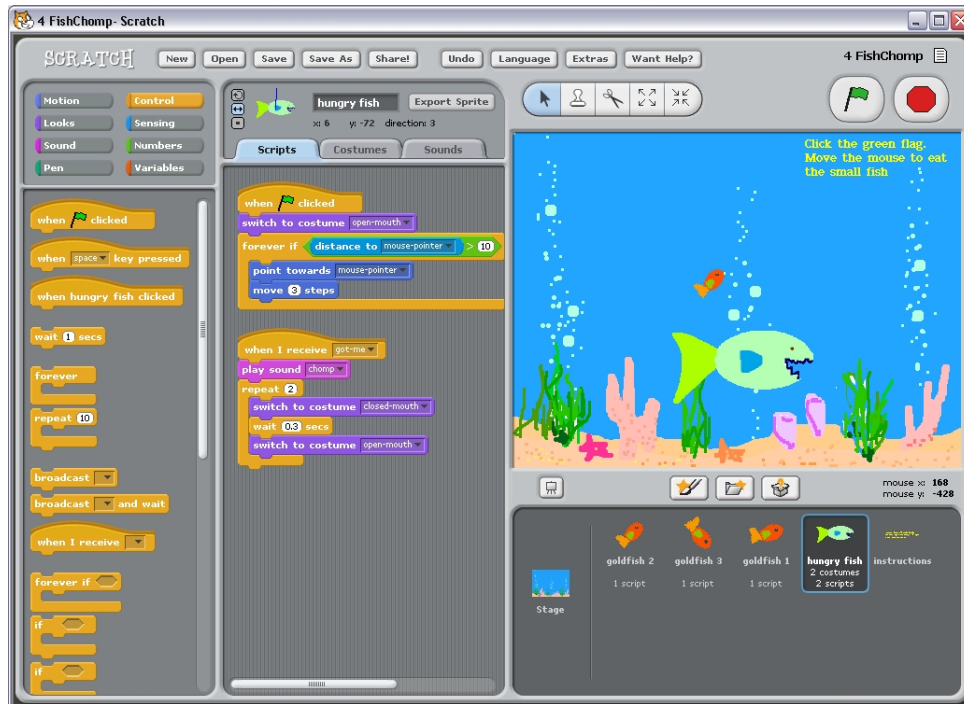 4 FishChomp- Scratch
SCRATCH New Open Save Save As Share! Undo Language Extras Want Help? 4 FishChomp
Motion Control
Looks Sensing
Sound Numbers
Pen Variables
when clicked
when space key pressed
when hungry fish clicked
wait 1 secs
forever
repeat 10
broadcast
broadcast and wait
when I receive
forever if
if
if
hungry fish Export Sprite
x: 6 y: -72 direction: 3
Scripts Costumes Sounds
when clicked
switch to costume open-mouth
forever if distance to mouse-pointer > 10
point towards mouse-pointer
move 3 steps
when I receive got-me
play sound chomp
repeat 2
switch to costume closed-mouth
wait 0.3 secs
switch to costume open-mouth
Click the green flag.
Move the mouse to eat
the small fish
mouse x: 168
mouse y: -428
goldfish 2 goldfish 3 goldfish 1 hungry fish instructions
1 script 1 script 1 script 2 costumes
2 scripts
Stage